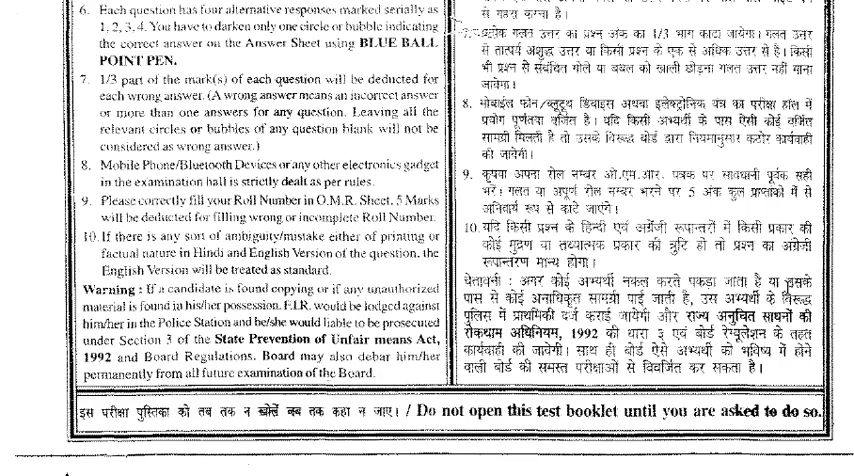 6. Each question has four alternative responses marked serially as
1, 2, 3, 4. You have to darken only one circle or bubble indicating
the correct answer on the Answer Sheet using BLUE BALL
POINT PEN.
7. 1/3 part of the mark(s) of each question will be deducted for
each wrong answer. (A wrong answer means an incorrect answer
or more than one answers for any question. Leaving all the
relevant circles or bubbles of any question blank will not be
considered as wrong answer.)
8. Mobile Phone/Bluetooth Devices or any other electronics gadget
in the examination hall is strictly dealt as per rules.
9. Please correctly fill your Roll Number in O.M.R. Sheet. 5 Marks
will be deducted for filling wrong or incomplete Roll Number.
10. If there is any sort of ambiguity/mistake either of printing or
factual nature in Hindi and English Version of the question, the
English Version will be treated as standard.
Warning : If a candidate is found copying or if any unauthorized
material is found in his/her possession, F.I.R. would be lodged against
him/her in the Police Station and he/she would liable to be prosecuted
under Section 3 of the State Prevention of Unfair means Act,
1992 and Board Regulations. Board may also debar him/her
permanently from all future examination of the Board.
से गहरा करना है।
7. प्रत्येक गलत उत्तर का प्रश्न अंक का 1/3 भाग काटा जायेगा। गलत उत्तर
से तात्पर्य अशुद्ध उत्तर या किसी प्रश्न के एक से अधिक उत्तर से है। किसी
भी प्रश्न से संबंधित गोले या बबल को खाली छोड़ना गलत उत्तर नहीं माना
जायेगा।
8. मोबाईल फोन/ब्लूटूथ डिवाइस अथवा इलेक्ट्रोनिक यंत्र का परीक्षा हॉल में
प्रयोग पूर्णतया वर्जित है। यदि किसी अभ्यर्थी के पास ऐसी कोई वर्जित
सामग्री मिलती है तो उसके विरूद्ध बोर्ड द्वारा नियमानुसार कठोर कार्यवाही
की जायेगी।
9. कृपया अपना रोल नम्बर ओ.एम.आर. पत्रक पर सावधानी पूर्वक सही
भरें। गलत या अपूर्ण रोल नम्बर भरने पर 5 अंक कुल प्राप्तांकों में से
अनिवार्य रूप से काटे जाएंगे।
10. यदि किसी प्रश्न के हिन्दी एवं अंग्रेजी रूपान्तरों में किसी प्रकार की
कोई मुद्रण या तथ्यात्मक प्रकार की त्रुटि हो तो प्रश्न का अंग्रेजी
रूपान्तरण मान्य होगा।
चेतावनी : अगर कोई अभ्यर्थी नकल करते पकड़ा जाता है या उसके
पास से कोई अनाधिकृत सामग्री पाई जाती है, उस अभ्यर्थी के विरूद्ध
पुलिस में प्राथमिकी दर्ज कराई जायेगी और राज्य अनुचित साधनों की
रोकथाम अधिनियम, 1992 की धारा ३ एवं बोर्ड रेग्यूलेशन के तहत
कार्यवाही की जावेगी। साथ ही बोर्ड ऐसे अभ्यर्थी को भविष्य में होने
वाली बोर्ड की समस्त परीक्षाओं से विवर्जित कर सकता है।
इस परीक्षा पुस्तिका को तब तक न खोलें जब तक कहा न जाए। / Do not open this test booklet until you are asked to do so.